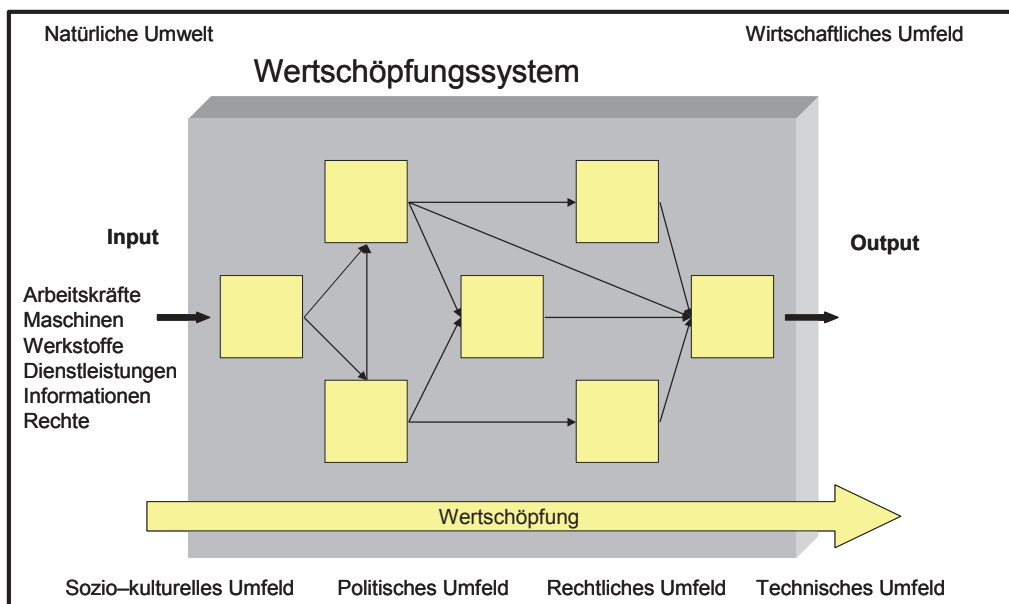 Natürliche Umwelt
Wirtschaftliches Umfeld
Wertschöpfungssystem
Input
Output
Arbeitskräfte
Maschinen
Werkstoffe
Dienstleistungen
Informationen
Rechte
Wertschöpfung
Sozio–kulturelles Umfeld
Politisches Umfeld
Rechtliches Umfeld
Technisches Umfeld